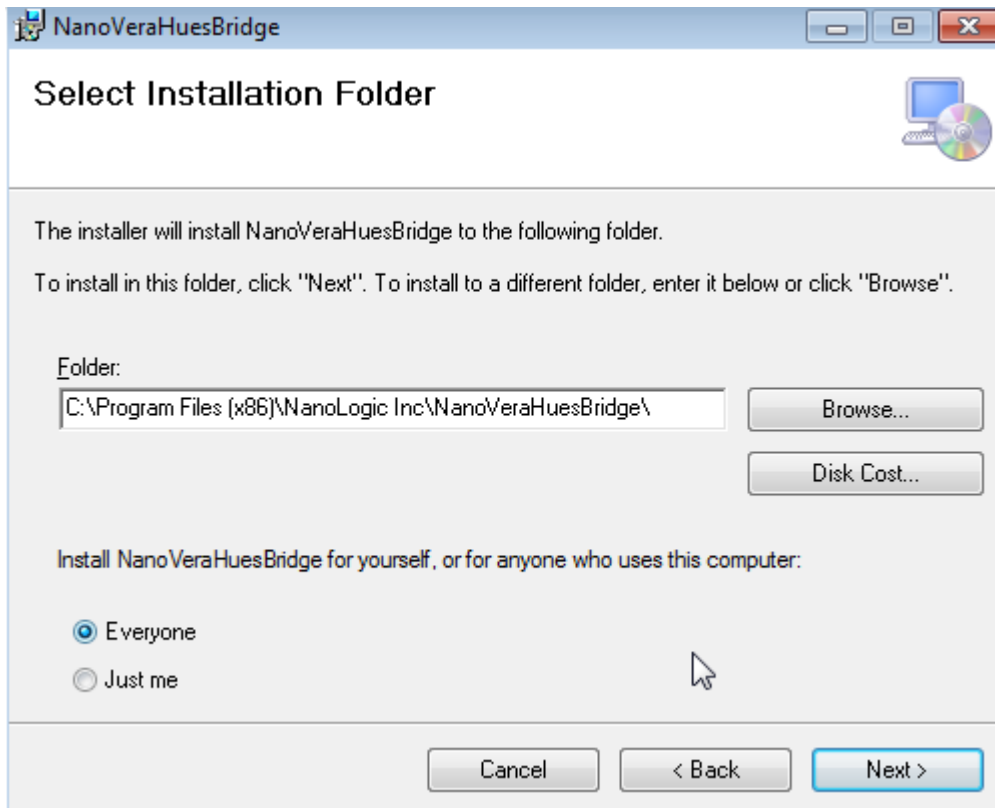 NanoVeraHuesBridge
Select Installation Folder
The installer will install NanoVeraHuesBridge to the following folder.
To install in this folder, click "Next". To install to a different folder, enter it below or click "Browse".
Folder:
C:\Program Files (x86)\NanoLogic Inc\NanoVeraHuesBridge\
Browse...
Disk Cost...
Install NanoVeraHuesBridge for yourself, or for anyone who uses this computer:
Everyone
Just me
Cancel
< Back
Next >